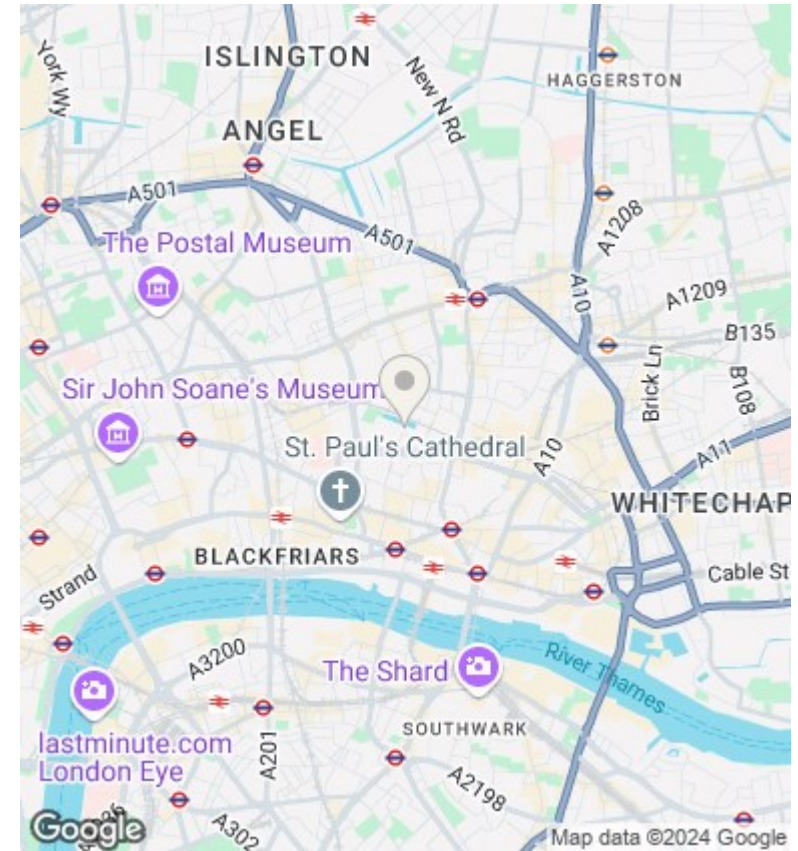 York Wy
ISLINGTON
New N Rd
HAGGERSTON
ANGEL
A501
A1208
The Postal Museum
A501
A10
A1209
B135
Sir John Soane's Museum
Brick Ln
B108
St. Paul's Cathedral
A10
A11
WHITECHAP
BLACKFRIARS
Cable St
Strand
A3200
The Shard
River Thames
lastminute.com
London Eye
A201
SOUTHWARK
A2198
A302
Google
Map data ©2024 Google